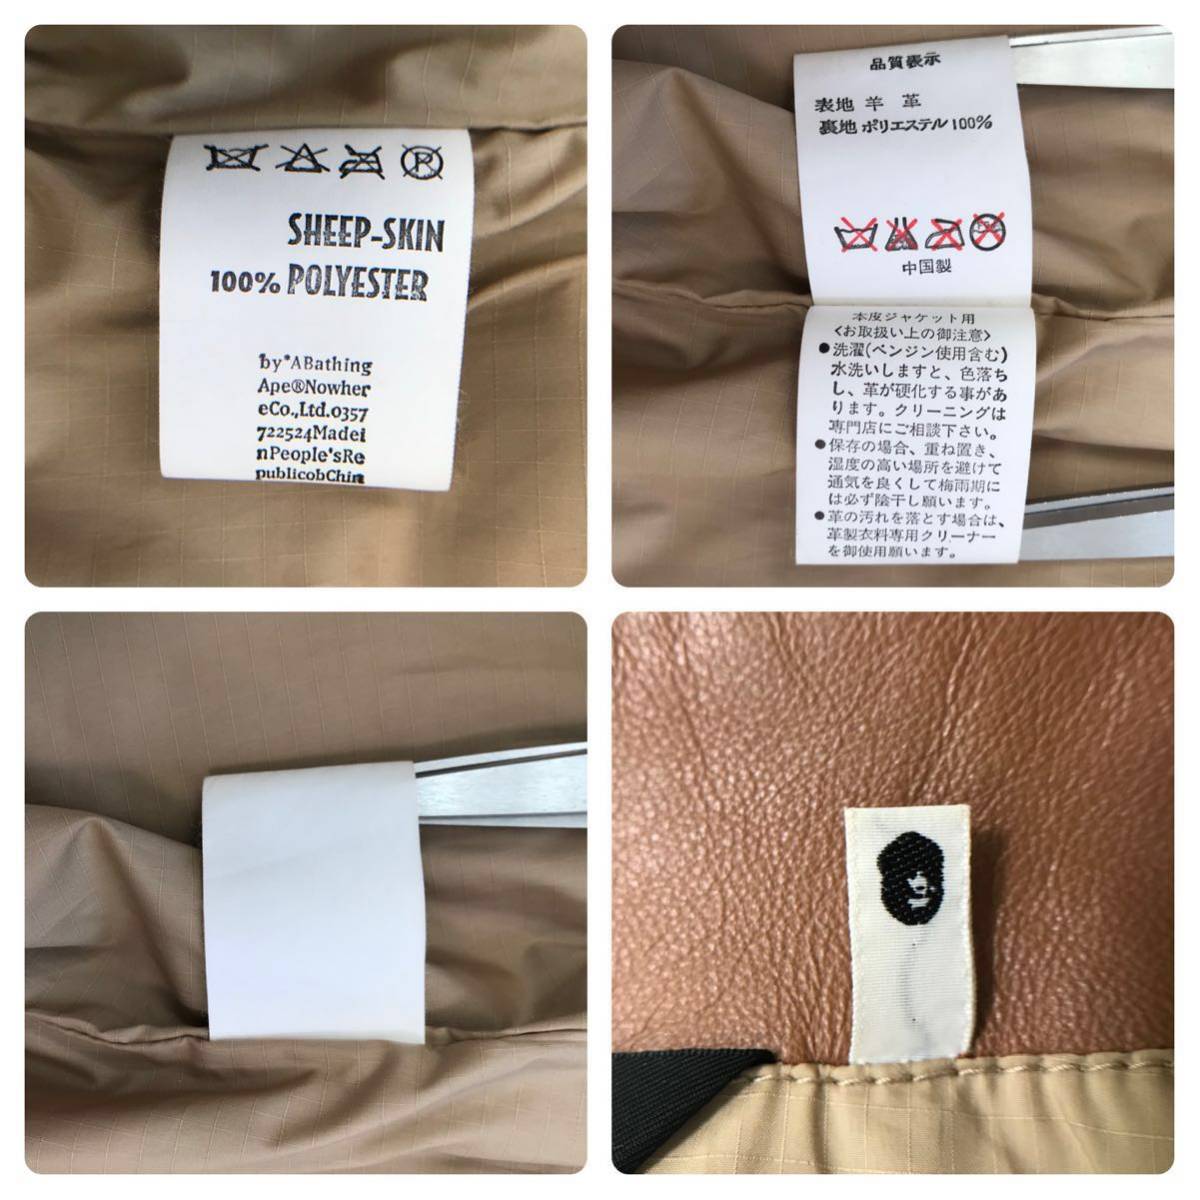 P
SHEEP-SKIN
100% POLYESTER
by*ABathing
Ape®Nowher
eCo.,Ltd.0357
722524Madei
nPeople'sRe
publicobChina
品質表示
表地 羊 革
裏地 ポリエステル 100%
中国製
本皮ジャケット用
<お取扱い上の御注意>
●洗濯(ベンジン使用含む)
水洗いしますと、色落ち
し、革が硬化する事があ
ります。クリーニングは
専門店にご相談下さい。
●保存の場合、重ね置き、
湿度の高い場所を避けて
通気を良くして梅雨期に
は必ず陰干し願います。
●革の汚れを落とす場合は、
革製衣料専用クリーナー
を御使用願います。